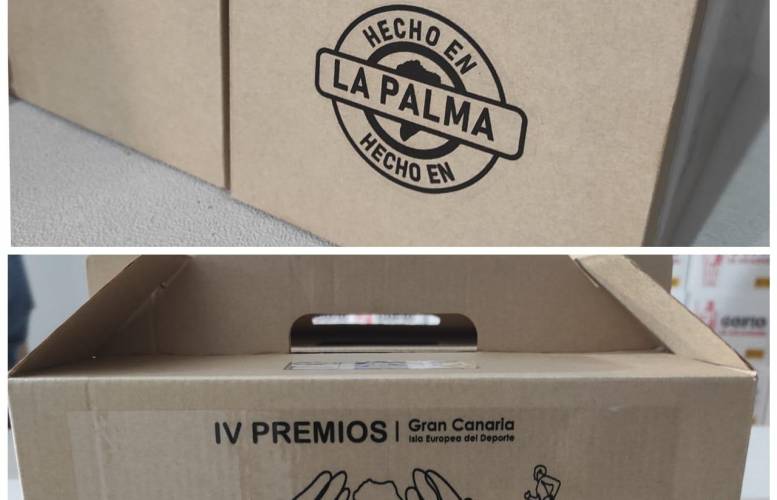 HECHO EN
LA PALMA
HECHO EN
IV PREMIOS | Gran Canaria
Isla Europea del Deporte